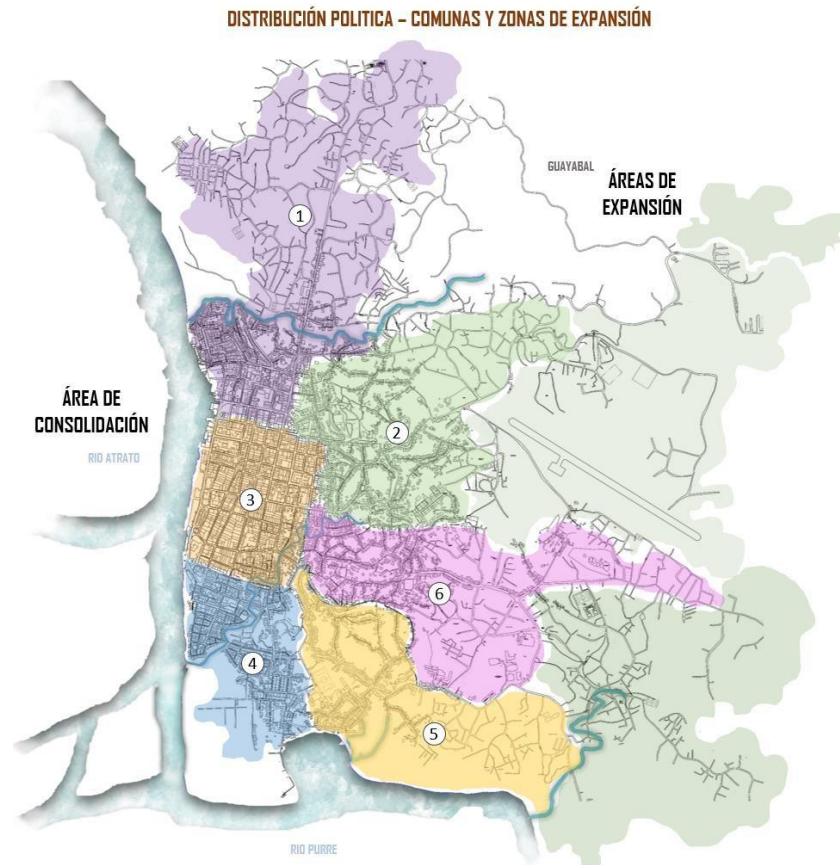 DISTRIBUCIÓN POLITICA – COMUNAS Y ZONAS DE EXPANSIÓN
GUAYABAL
ÁREAS DE
EXPANSIÓN
1
ÁREA DE
CONSOLIDACIÓN
2
RIO ATRATO
3
6
4
5
RIO PURRE